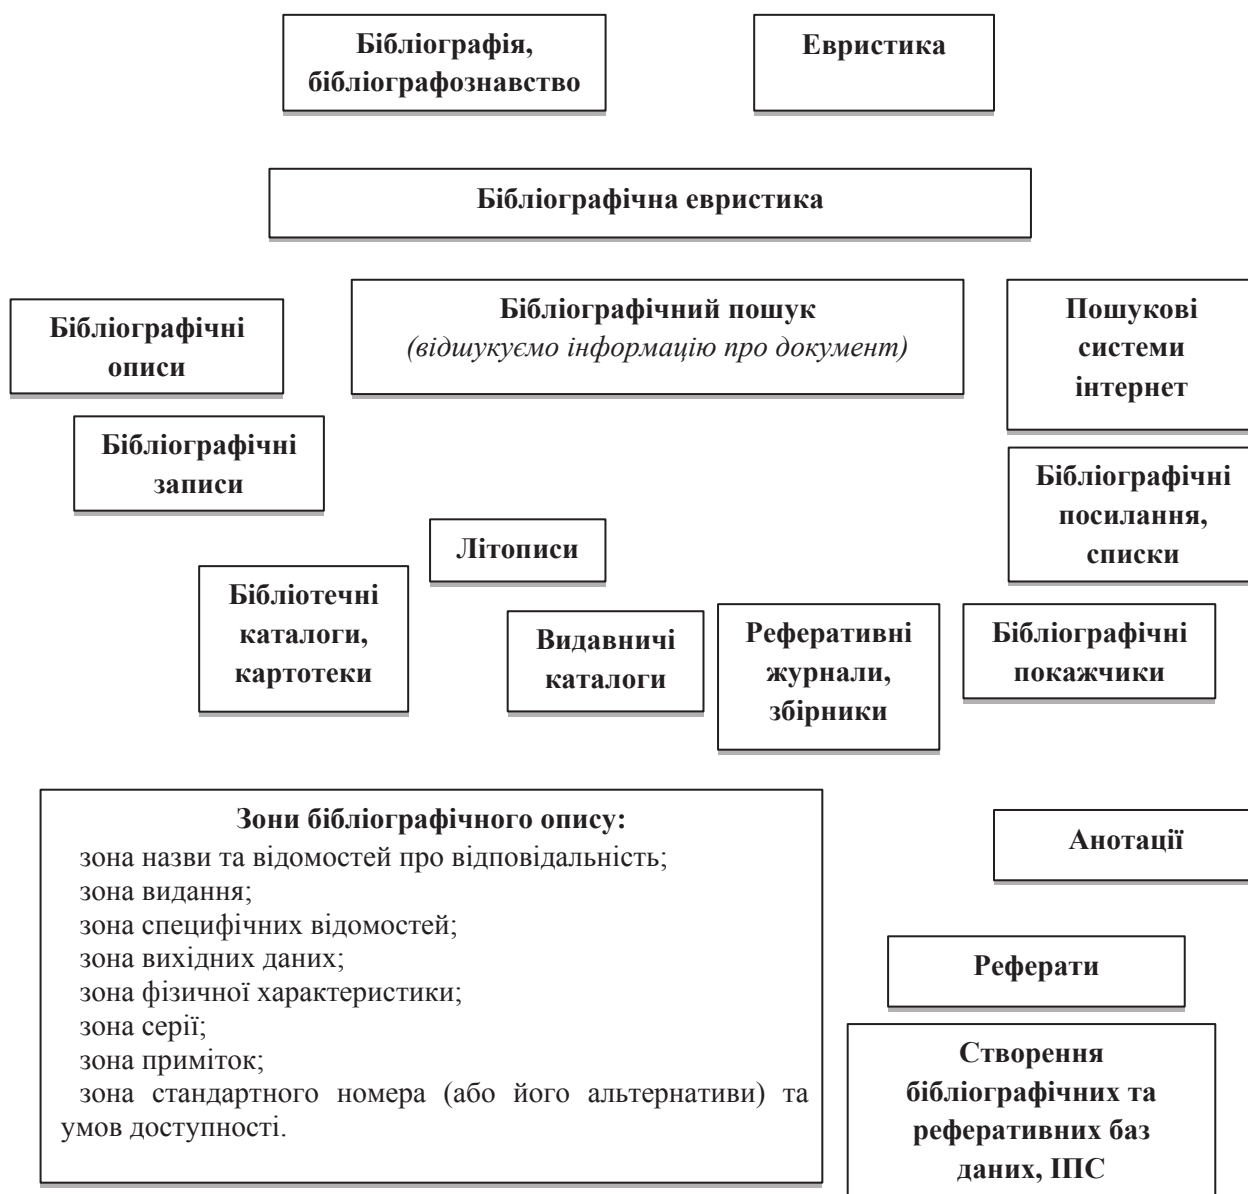 Бібліографія,
бібліографознавство
Евристика
Бібліографічна евристика
Бібліографічні
описи
Бібліографічний пошук
(відшукуємо інформацію про документ)
Пошукові
системи
інтернет
Бібліографічні
записи
Бібліографічні
посилання,
списки
Літописи
Бібліотечні
каталоги,
картотеки
Видавничі
каталоги
Реферативні
журнали,
збірники
Бібліографічні
покажчики
Зони бібліографічного опису:
зона назви та відомостей про відповідальність;
зона видання;
зона специфічних відомостей;
зона вихідних даних;
зона фізичної характеристики;
зона серії;
зона приміток;
зона стандартного номера (або його альтернативи) та
умов доступності.
Анотації
Реферати
Створення
бібліографічних та
реферативних баз
даних, ІПС